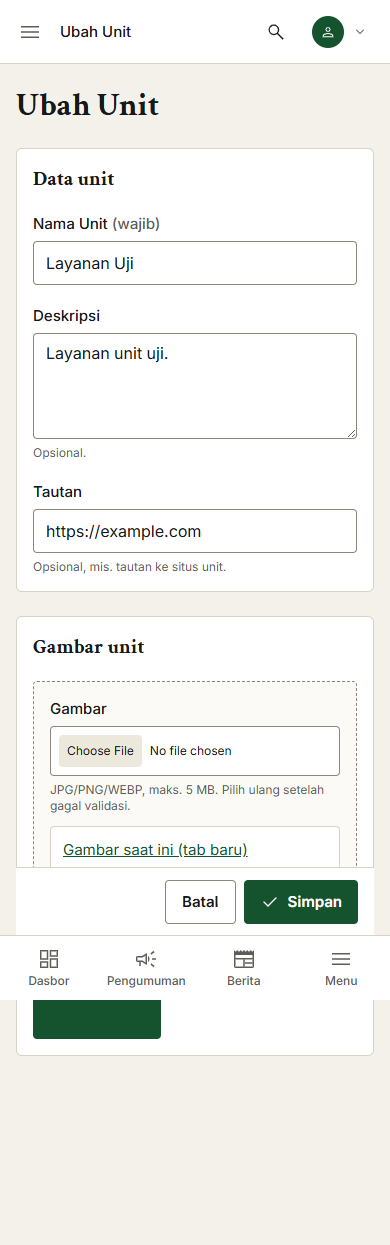 Ubah Unit
Ubah Unit
Data unit
Nama Unit (wajib)
Layanan Uji
Deskripsi
Layanan unit uji.
Opsional.
Tautan
https://example.com
Opsional, mis. tautan ke situs unit.
Gambar unit
Gambar
Choose File No file chosen
JPG/PNG/WEBP, maks. 5 MB. Pilih ulang setelah
gagal validasi.
Gambar saat ini (tab baru)
Batal Simpan
Dasbor Pengumuman Berita Menu